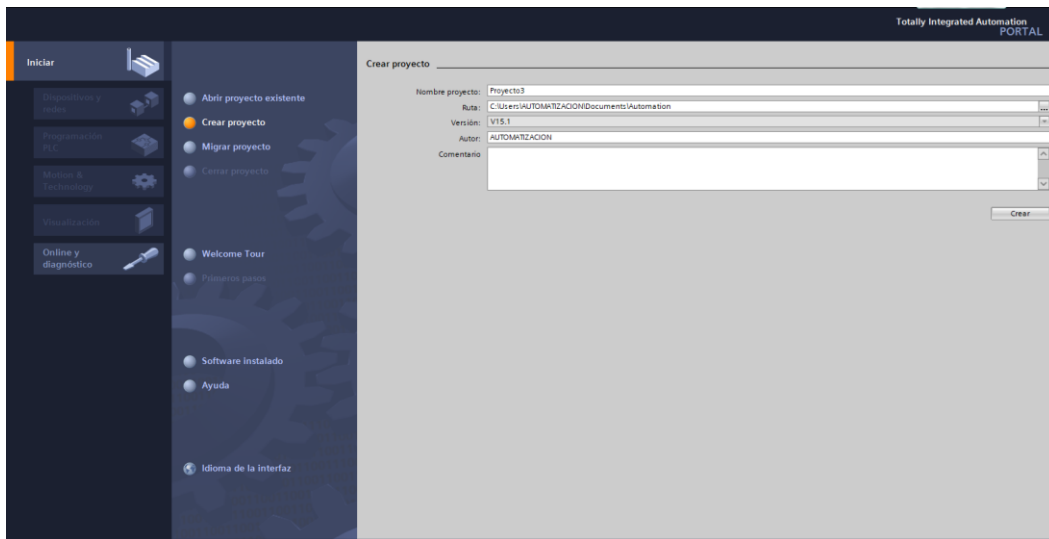 Totally Integrated Automation
PORTAL
Iniciar
Dispositivos y
redes
Programación
PLC
Motion &
Technology
Visualización
Online y
diagnóstico
Abrir proyecto existente
Crear proyecto
Migrar proyecto
Cerrar proyecto
Welcome Tour
Primeros pasos
Software instalado
Ayuda
Idioma de la interfaz
Crear proyecto
Nombre proyecto: Proyecto3
Ruta: C:\Users\AUTOMATIZACION\Documents\Automation
...
Versión: V15.1
Autor: AUTOMATIZACION
Comentario
Crear